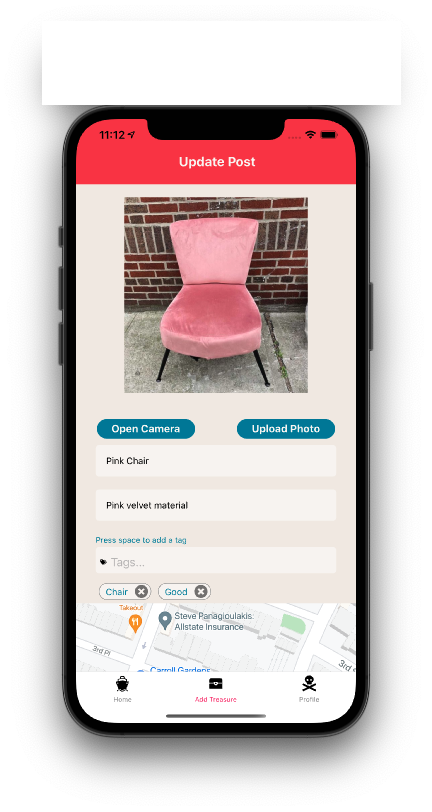 11:12
Update Post
Open Camera
Upload Photo
Pink Chair
Pink velvet material
Press space to add a tag
Tags...
Chair
Good
Takeout
Steve Panagioulakis:
Allstate Insurance
3rd Pl
3rd S
Carroll Gardens
Home
Add Treasure
Profile